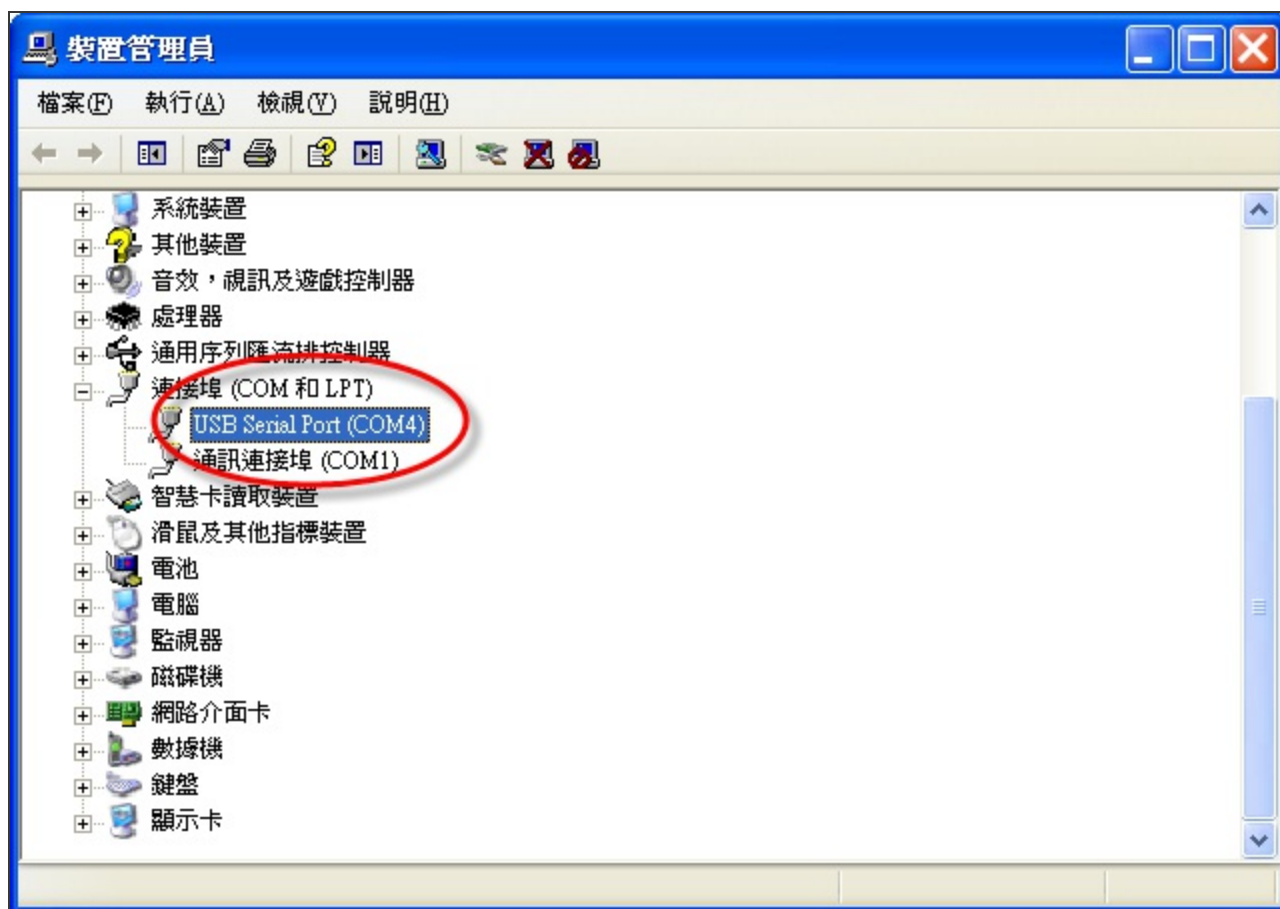 裝置管理員
檔案(F) 執行(A) 檢視(V) 說明(H)
系統裝置
其他裝置
音效，視訊及遊戲控制器
處理器
通用序列匯流排控制器
連接埠 (COM 和 LPT)
USB Serial Port (COM4)
通訊連接埠 (COM1)
智慧卡讀取裝置
滑鼠及其他指標裝置
電池
電腦
監視器
磁碟機
網路介面卡
數據機
鍵盤
顯示卡